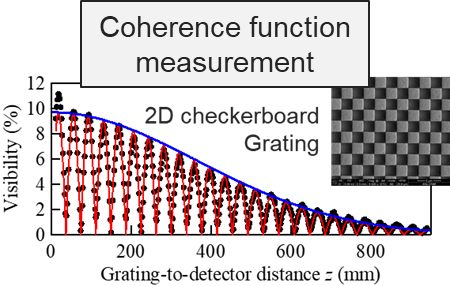 Coherence function
measurement
2D checkerboard
Grating
Visibility (%)
12
10
8
6
4
2
0
0
200
400
600
800
Grating-to-detector distance z (mm)